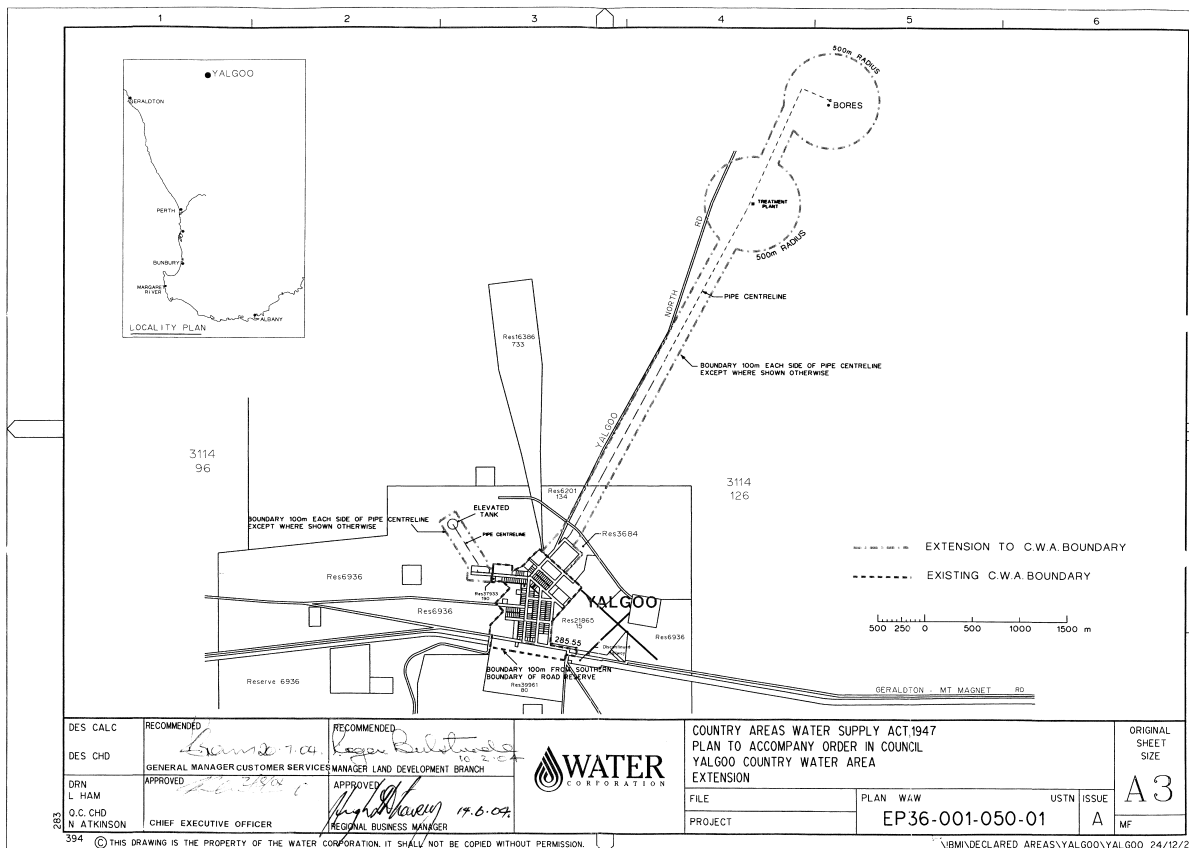 1 2 3 4 5 6
YALGOO
GERALDTON
PERTH
BUNBURY
MARGARE
RIVER
ALBANY
LOCALITY PLAN
500m RADIUS
BORES
TREATMENT
PLANT
500m RADIUS
RD
NORTH
YALGOO
PIPE CENTRELINE
BOUNDARY 100m EACH SIDE OF PIPE CENTRELINE
EXCEPT WHERE SHOWN OTHERWISE
Res16386
733
3114
96
3114
126
Res6201
134
ELEVATED
TANK
BOUNDARY 100m EACH SIDE OF PIPE CENTRELINE
EXCEPT WHERE SHOWN OTHERWISE
PIPE CENTRELINE
Res3684
Res6936
Res37933
190
YALGOO
Res6936
Res21865
15
Res6936
285.55
BOUNDARY 100m FROM SOUTHERN
BOUNDARY OF ROAD RESERVE
Reserve 6936
Res39961
80
GERALDTON - MT MAGNET RD
EXTENSION TO C.W.A. BOUNDARY
EXISTING C.W.A. BOUNDARY
500 250 0 500 1000 1500 m
DES CALC
DES CHD
DRN
L HAM
Q.C. CHD
N ATKINSON
RECOMMENDED
GENERAL MANAGER CUSTOMER SERVICES
APPROVED
CHIEF EXECUTIVE OFFICER
RECOMMENDED
MANAGER LAND DEVELOPMENT BRANCH
APPROVED
14.6.04.
REGIONAL BUSINESS MANAGER
WATER
CORPORATION
COUNTRY AREAS WATER SUPPLY ACT,1947
PLAN TO ACCOMPANY ORDER IN COUNCIL
YALGOO COUNTRY WATER AREA
EXTENSION
FILE
PROJECT
PLAN WAW USTN
EP36-001-050-01
ISSUE
A
ORIGINAL
SHEET
SIZE
A3
MF
283
394 © THIS DRAWING IS THE PROPERTY OF THE WATER CORPORATION. IT SHALL NOT BE COPIED WITHOUT PERMISSION.
\IBM\DECLARED AREAS\YALGOO\YALGOO 24/12/2